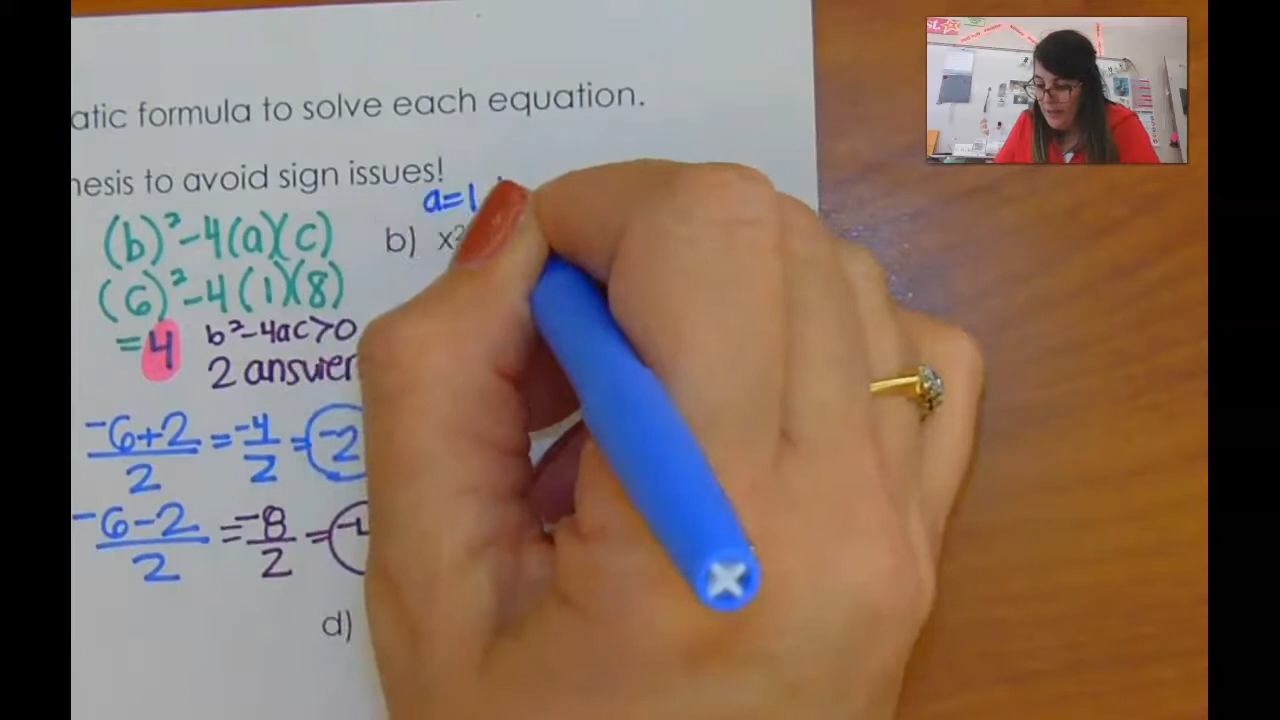 atic formula to solve each equation.
nesis to avoid sign issues!
a=1
(b)²-4(a)(c)
b) x²
(6)²-4(1)(8)
=4 b²-4ac>0
2 answer
-6+2/2 = -4/2 = -2
-6-2/2 = -8/2 =
d)